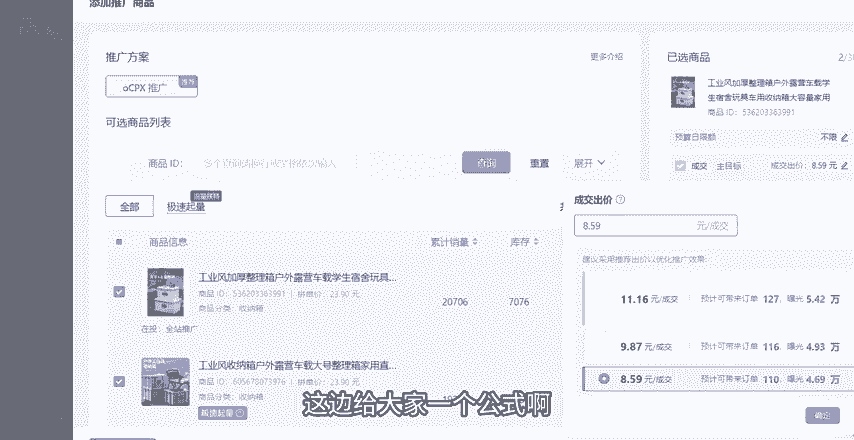 添加推广商品
推广方案
更多介绍
oCPX 推广
可选商品列表
商品 ID：
查询
重置
展开
全部
极速起量
商品信息
累计销量
库存
工业风加厚整理箱户外露营车载学生宿舍玩具...
商品 ID：536203363991 | 拼单价：23.90 元
商品分类：收纳箱
20706
7076
在投：全站推广
工业风收纳箱户外露营车载大号整理箱家用直...
商品 ID：605678073976 | 拼单价：23.90 元
商品分类：收纳箱
已选商品
工业风加厚整理箱户外露营车载学
生宿舍玩具车用收纳箱大容量家用
商品 ID：536203363991
预算日限额
不限
成交 主目标
成交出价：8.59 元
成交出价
8.59
元/成交
建议采用推荐出价以优化推广效果
11.16 元/成交 预计可带来订单 127，曝光 5.42 万
9.87 元/成交 预计可带来订单 116，曝光 4.93 万
8.59 元/成交 预计可带来订单 110，曝光 4.69 万
确定
这边给大家一个公式啊